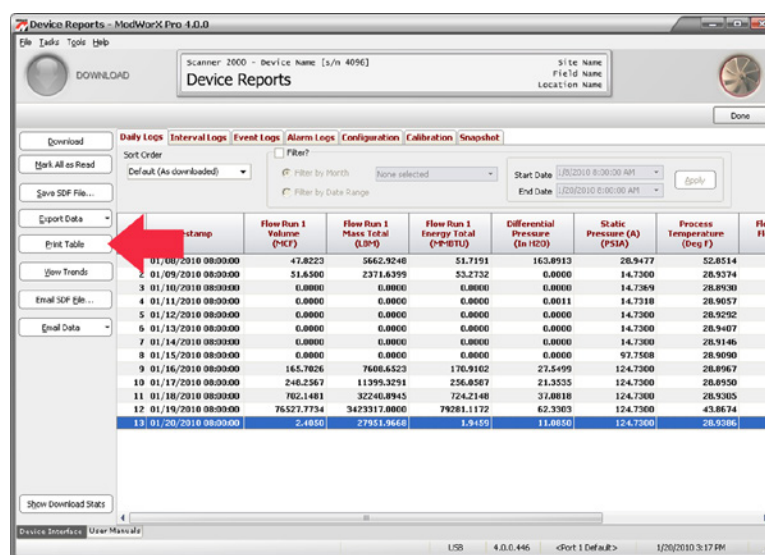 Device Reports - ModWorX Pro 4.0.0
File Tasks Tools Help
DOWNLOAD
Scanner 2000 - Device Name [s/n 4096]
Device Reports
Site Name
Field Name
Location Name
Done
Download
Mark All as Read
Save SDF File...
Export Data
Print Table
View Trends
Email SDF File...
Email Data
Show Download Stats
Daily Logs Interval Logs Event Logs Alarm Logs Configuration Calibration Snapshot
Sort Order
Default (As downloaded)
Filter?
Filter by Month None selected
Filter by Date Range
Start Date 1/8/2010 8:00:00 AM
End Date 1/20/2010 8:00:00 AM
Apply
Flow Run 1 Volume (MCF)
Flow Run 1 Mass Total (LBM)
Flow Run 1 Energy Total (MMBTU)
Differential Pressure (In H2O)
Static Pressure (A) (PSIA)
Process Temperature (Deg F)
01/08/2010 08:00:00 47.8223 5662.9248 51.7191 163.8913 28.9477 52.8514
2 01/09/2010 08:00:00 51.6500 2371.6399 53.2732 0.0000 14.7300 28.9374
3 01/10/2010 08:00:00 0.0000 0.0000 0.0000 0.0000 14.7369 28.8930
4 01/11/2010 08:00:00 0.0000 0.0000 0.0000 0.0011 14.7318 28.9057
5 01/12/2010 08:00:00 0.0000 0.0000 0.0000 0.0000 14.7300 28.9292
6 01/13/2010 08:00:00 0.0000 0.0000 0.0000 0.0000 14.7300 28.9407
7 01/14/2010 08:00:00 0.0000 0.0000 0.0000 0.0000 14.7300 28.9146
8 01/15/2010 08:00:00 0.0000 0.0000 0.0000 0.0000 97.7508 28.9090
9 01/16/2010 08:00:00 165.7026 7608.6523 170.9102 27.5499 124.7300 28.8967
10 01/17/2010 08:00:00 248.2567 11399.3291 256.0587 21.3535 124.7300 28.8950
11 01/18/2010 08:00:00 702.1481 32240.8945 724.2148 37.0818 124.7300 28.9305
12 01/19/2010 08:00:00 76527.7734 3423317.0000 79281.1172 62.3303 124.7300 43.8674
13 01/20/2010 08:00:00 2.4050 27951.9668 1.9459 11.0850 124.7300 28.9386
Device Interface User Manuals
USB 4.0.0.446 <Port 1 Default> 1/20/2010 3:17 PM